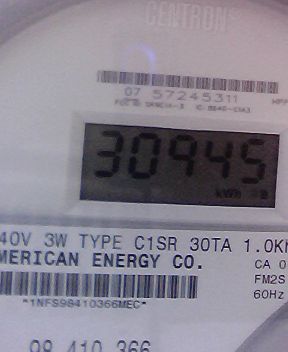 CENTRON®
07 57245311
30945
kWh
40V 3W TYPE C1SR 30TA 1.0K
MERICAN ENERGY CO.
CA 0
FM2S
60Hz
*1NFS98410366MEC*
98 410 366